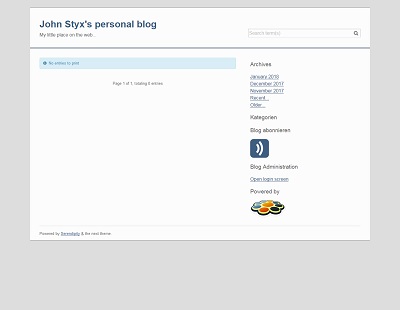 John Styx's personal blog
My little place on the web...
Search term(s)
No entries to print
Page 1 of 1, totaling 0 entries
Archives
January 2018
December 2017
November 2017
Recent...
Older...
Kategorien
Blog abonnieren
Blog Administration
Open login screen
Powered by
Powered by Serendipity & the next theme.